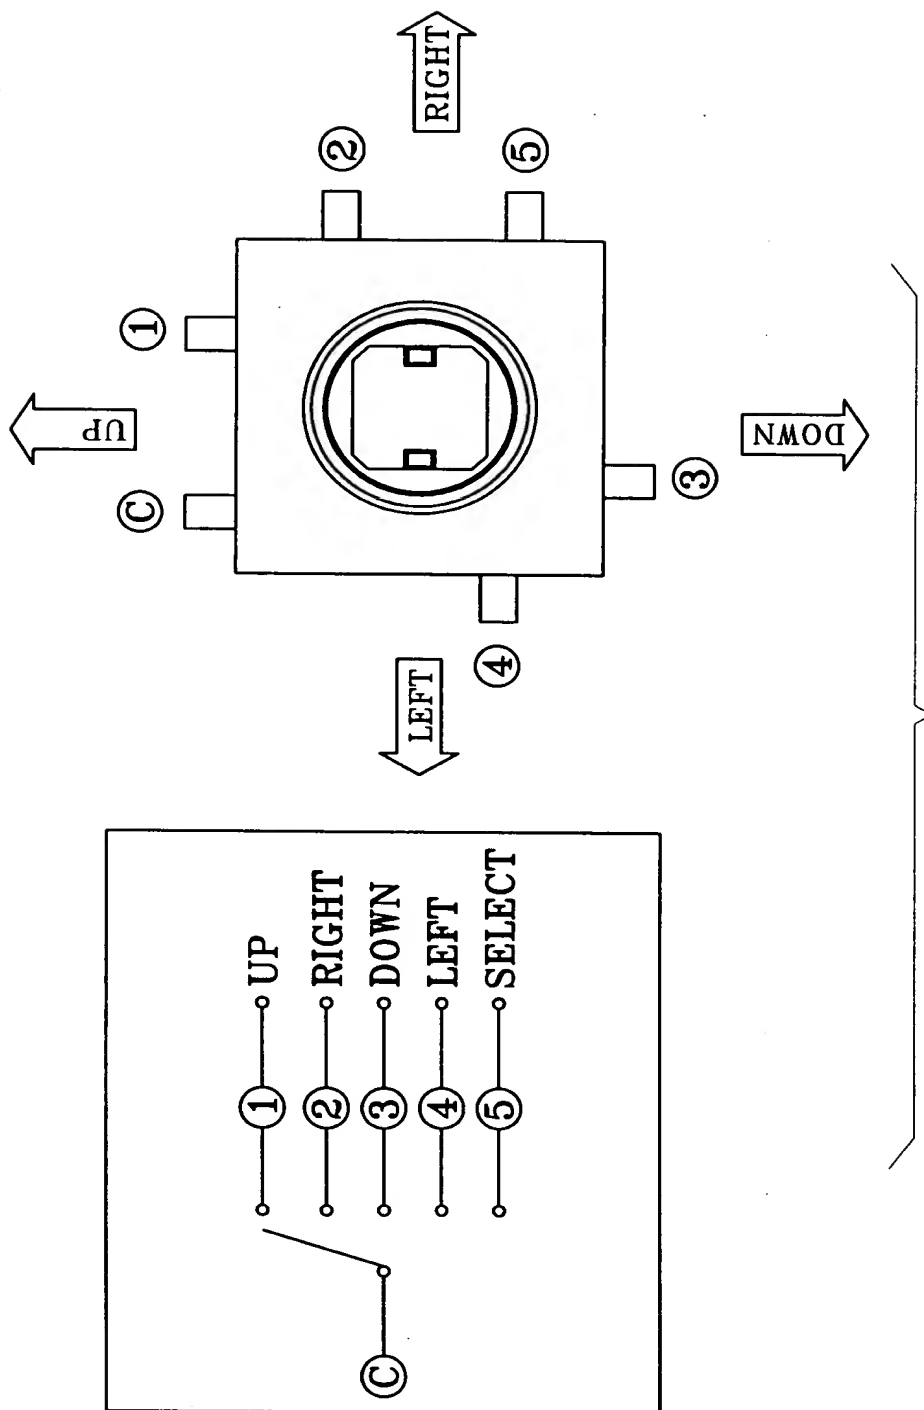 RIGHT
②
⑤
①
UP
DOWN
Ⓒ
③
④
LEFT
① UP
② RIGHT
③ DOWN
④ LEFT
⑤ SELECT
Ⓒ